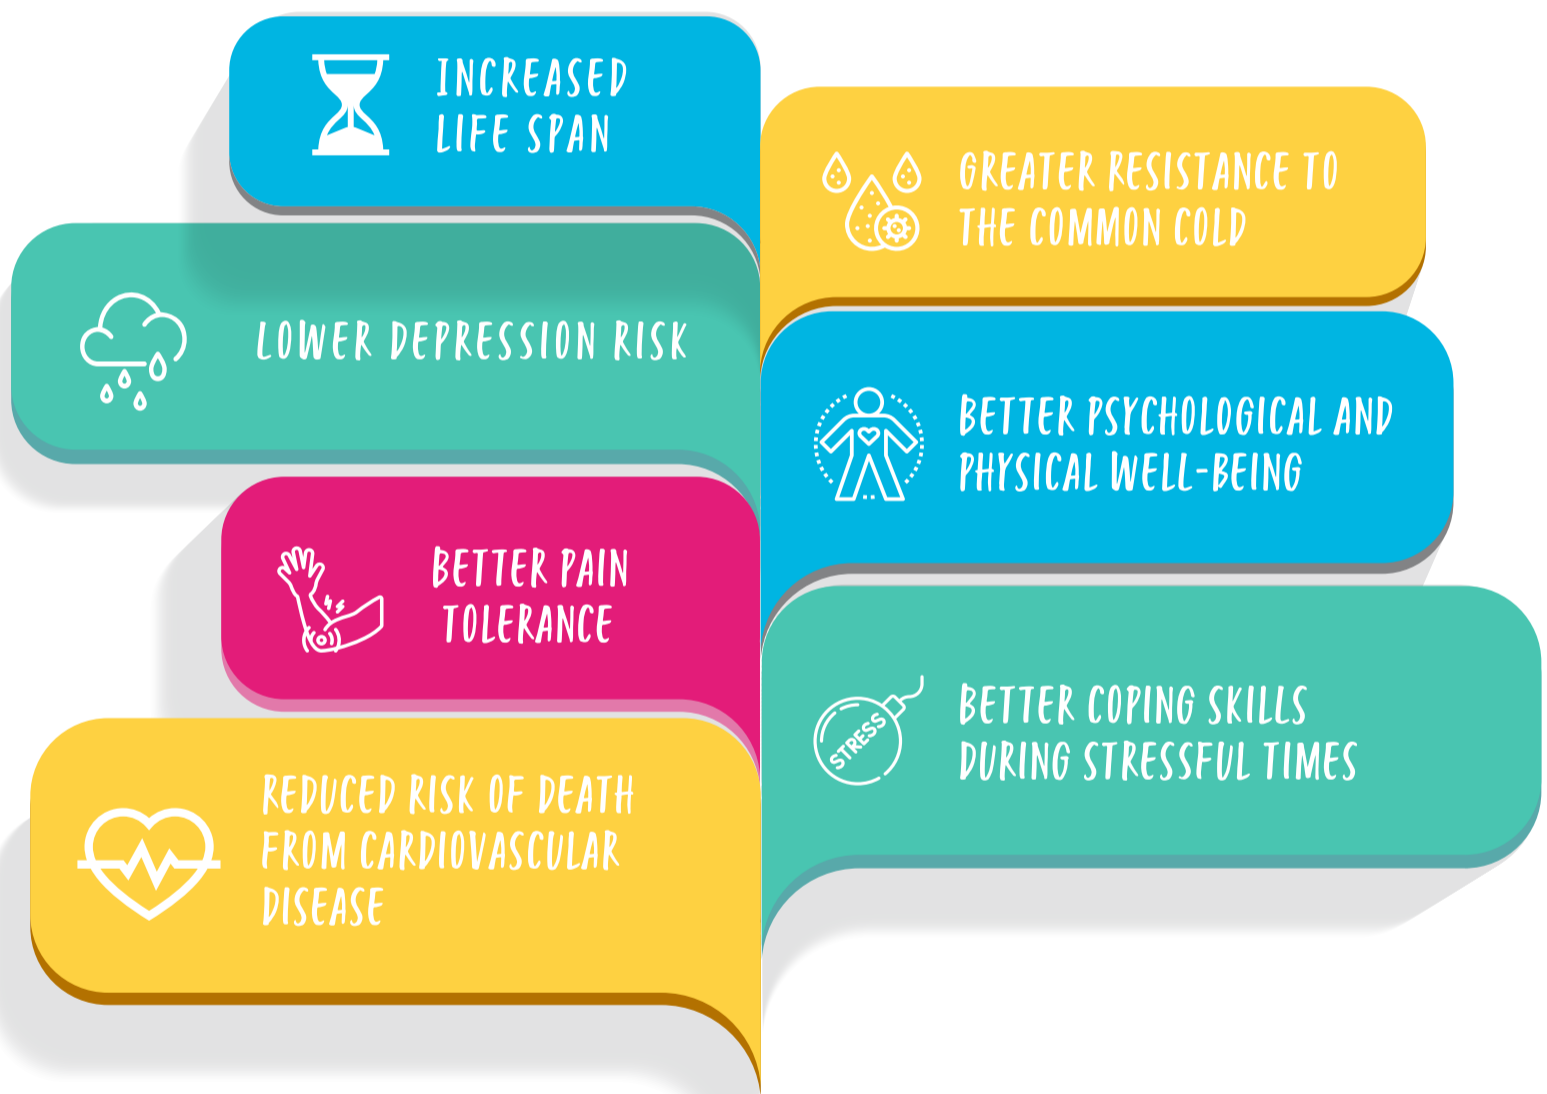 INCREASED
LIFE SPAN
GREATER RESISTANCE TO
THE COMMON COLD
LOWER DEPRESSION RISK
BETTER PSYCHOLOGICAL AND
PHYSICAL WELL-BEING
BETTER PAIN
TOLERANCE
STRESS
BETTER COPING SKILLS
DURING STRESSFUL TIMES
REDUCED RISK OF DEATH
FROM CARDIOVASCULAR
DISEASE